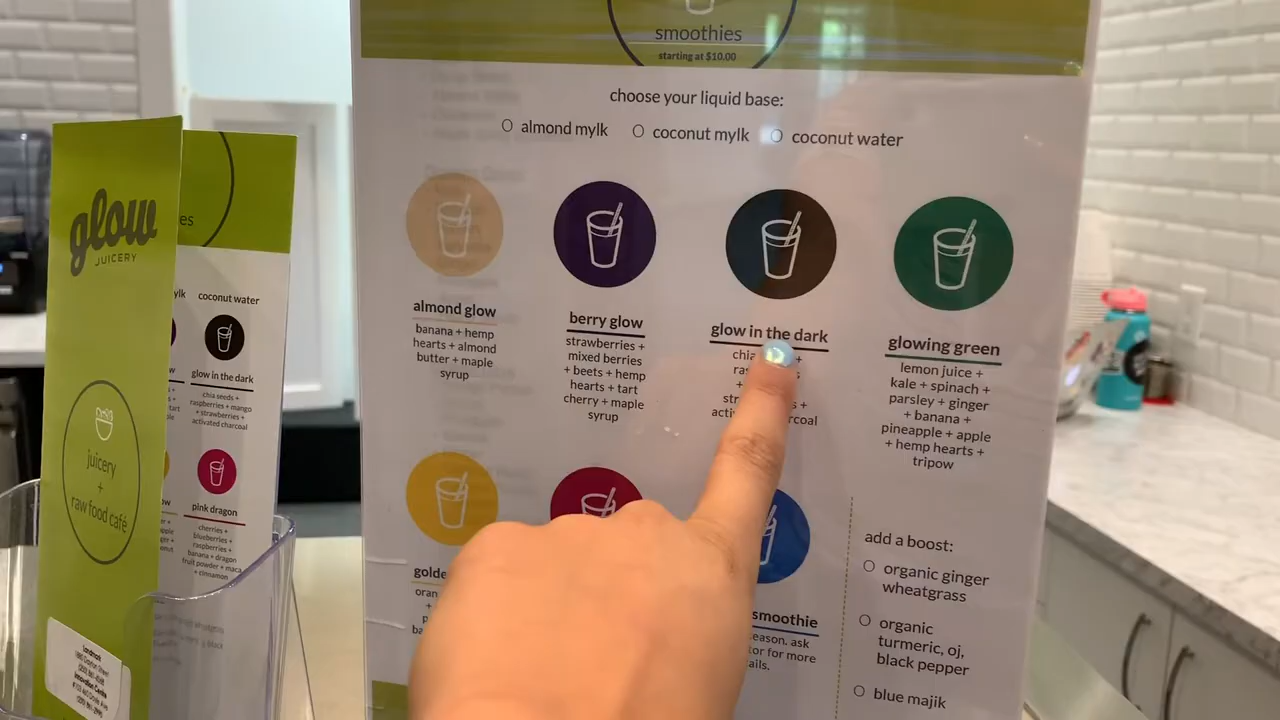 smoothies
starting at $10.00
choose your liquid base:
almond mylk
coconut mylk
coconut water
almond glow
banana + hemp
hearts + almond
butter + maple
syrup
berry glow
strawberries +
mixed berries
+ beets + hemp
hearts + tart
cherry + maple
syrup
glow in the dark
glowing green
lemon juice +
kale + spinach +
parsley + ginger
+ banana +
pineapple + apple
+ hemp hearts +
tripow
smoothie
add a boost:
organic ginger
wheatgrass
organic
turmeric, oj,
black pepper
blue majik
glow
JUICERY
juicery
+
raw food café
coconut water
glow in the dark
chia seeds +
raspberries + mango
+ strawberries +
activated charcoal
pink dragon
cherries +
blueberries +
raspberries +
banana + dragon
fruit powder + maca
+ cinnamon
Landmark
Innovation Centre